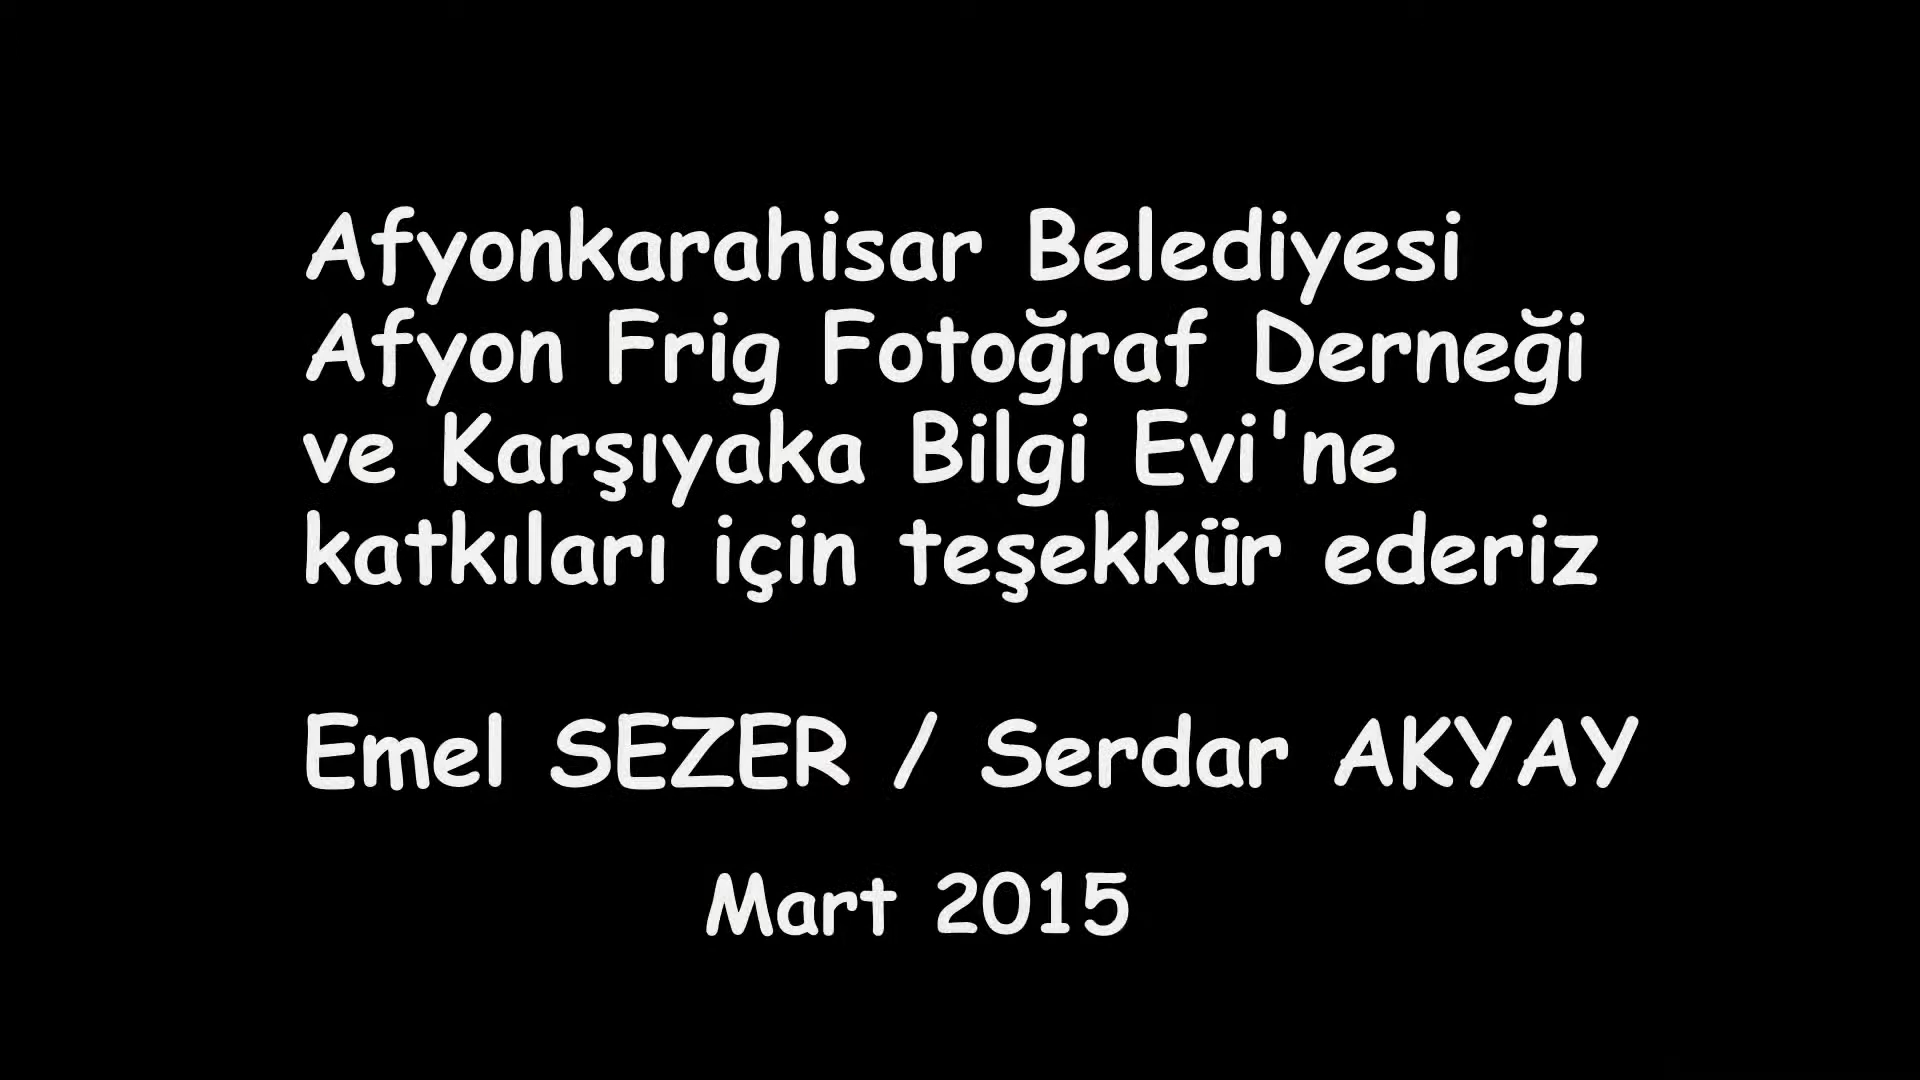 Afyonkarahisar Belediyesi
Afyon Frig Fotoğraf Derneği
ve Karşıyaka Bilgi Evi'ne
katkıları için teşekkür ederiz
Emel SEZER / Serdar AKYAY
Mart 2015